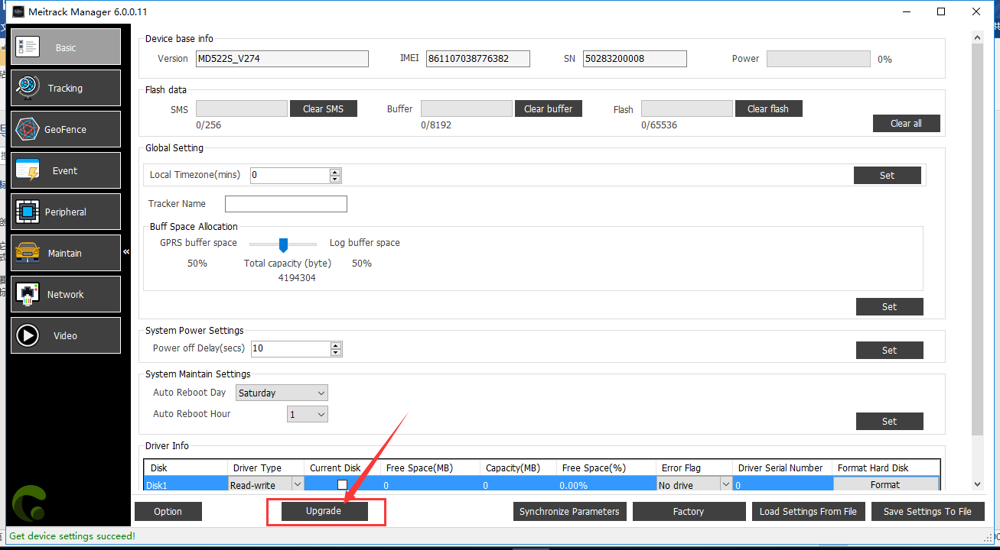 Meitrack Manager 6.0.0.11
Basic
Tracking
GeoFence
Event
Peripheral
Maintain
«
Network
Video
Device base info
Version MD522S_V274 IMEI 861107038776382 SN 50283200008 Power 0%
Flash data
SMS Clear SMS Buffer Clear buffer Flash Clear flash
0/256 0/8192 0/65536
Clear all
Global Setting
Local Timezone(mins) 0 Set
Tracker Name
Buff Space Allocation
GPRS buffer space Log buffer space
50% Total capacity (byte) 50%
4194304
Set
System Power Settings
Power off Delay(secs) 10 Set
System Maintain Settings
Auto Reboot Day Saturday
Auto Reboot Hour 1
Set
Driver Info
Disk Driver Type Current Disk Free Space(MB) Capacity(MB) Free Space(%) Error Flag Driver Serial Number Format Hard Disk
Disk1 Read-write 0 0 0.00% No drive 0 Format
Option Upgrade Synchronize Parameters Factory Load Settings From File Save Settings To File
Get device settings succeed!